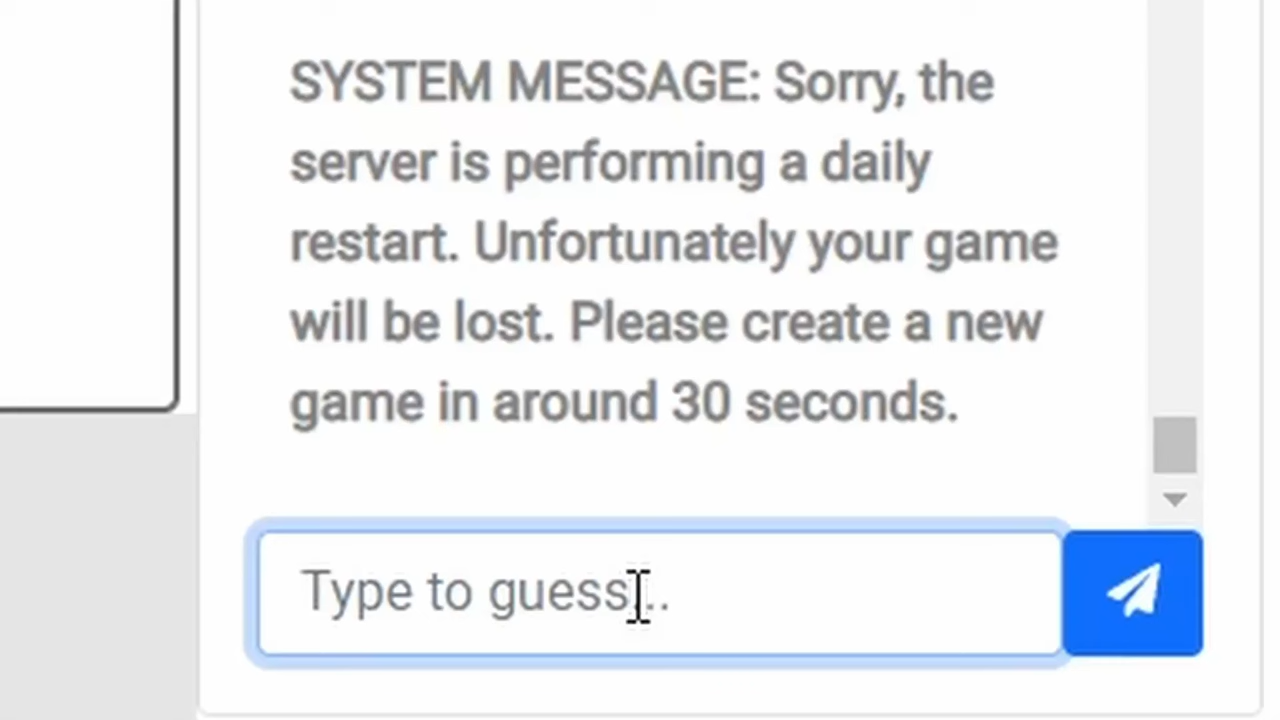 SYSTEM MESSAGE: Sorry, the
server is performing a daily
restart. Unfortunately your game
will be lost. Please create a new
game in around 30 seconds.
Type to guess...